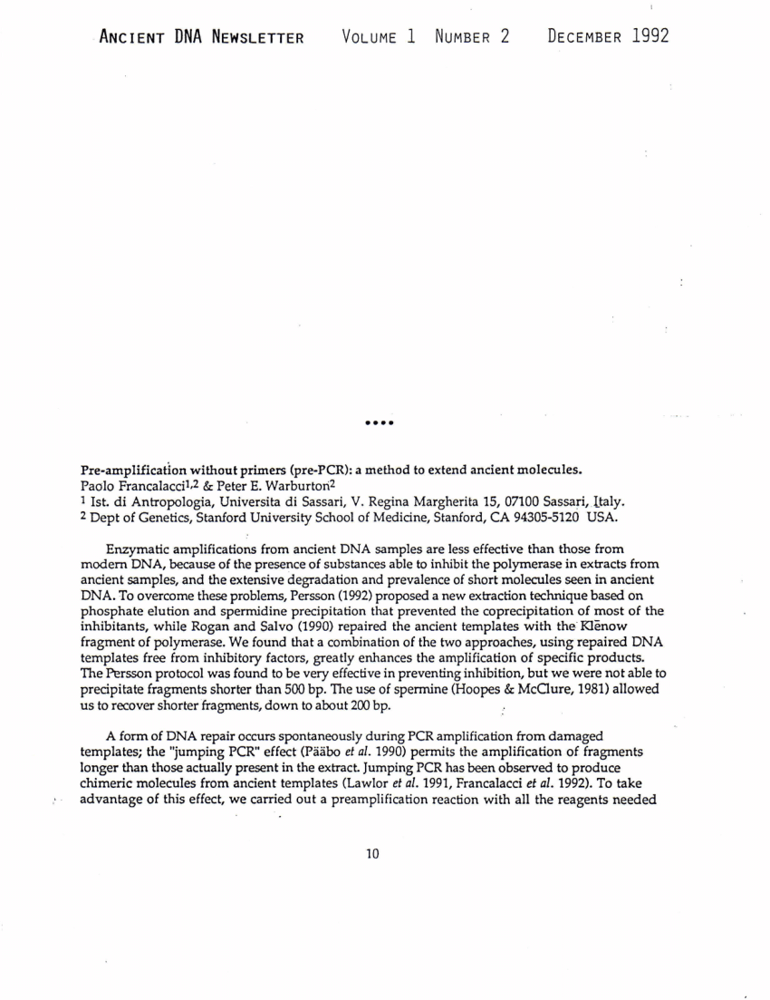 ANCIENT DNA NEWSLETTER VOLUME 1 NUMBER 2 DECEMBER 1992
••••
Pre-amplification without primers (pre-PCR): a method to extend ancient molecules.
Paolo Francalacci1,2 & Peter E. Warburton2
1 Ist. di Antropologia, Universita di Sassari, V. Regina Margherita 15, 07100 Sassari, Italy.
2 Dept of Genetics, Stanford University School of Medicine, Stanford, CA 94305-5120 USA.
Enzymatic amplifications from ancient DNA samples are less effective than those from
modern DNA, because of the presence of substances able to inhibit the polymerase in extracts from
ancient samples, and the extensive degradation and prevalence of short molecules seen in ancient
DNA. To overcome these problems, Persson (1992) proposed a new extraction technique based on
phosphate elution and spermidine precipitation that prevented the coprecipitation of most of the
inhibitants, while Rogan and Salvo (1990) repaired the ancient templates with the Klenow
fragment of polymerase. We found that a combination of the two approaches, using repaired DNA
templates free from inhibitory factors, greatly enhances the amplification of specific products.
The Persson protocol was found to be very effective in preventing inhibition, but we were not able to
precipitate fragments shorter than 500 bp. The use of spermine (Hoopes & McClure, 1981) allowed
us to recover shorter fragments, down to about 200 bp.
A form of DNA repair occurs spontaneously during PCR amplification from damaged
templates; the "jumping PCR" effect (Pääbo et al. 1990) permits the amplification of fragments
longer than those actually present in the extract. Jumping PCR has been observed to produce
chimeric molecules from ancient templates (Lawlor et al. 1991, Francalacci et al. 1992). To take
advantage of this effect, we carried out a preamplification reaction with all the reagents needed
10